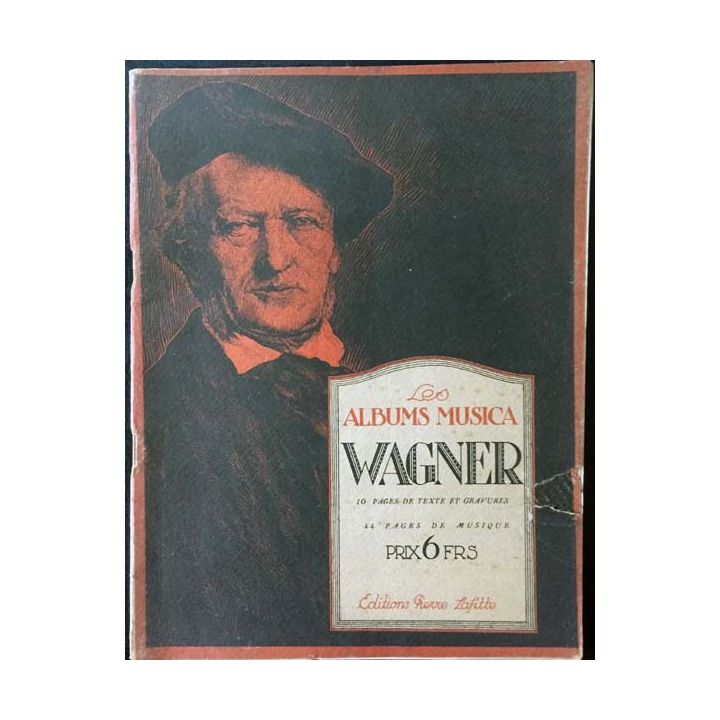 Les
ALBUMS MUSICA
WAGNER
10 PAGES DE TEXTE ET GRAVURES
44 PAGES DE MUSIQUE
PRIX 6 FRS
Editions Pierre Lafitte